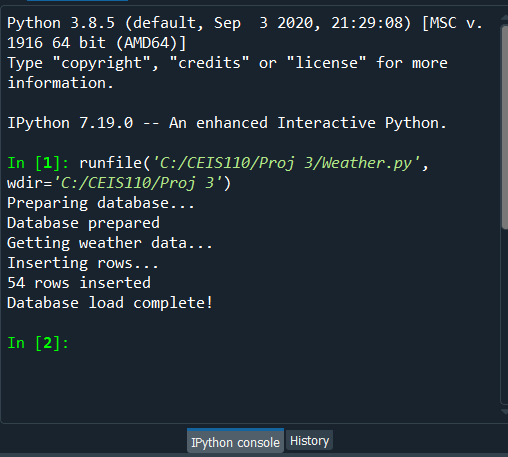 Python 3.8.5 (default, Sep  3 2020, 21:29:08) [MSC v.
1916 64 bit (AMD64)]
Type "copyright", "credits" or "license" for more
information.
IPython 7.19.0 -- An enhanced Interactive Python.
In [1]: runfile('C:/CEIS110/Proj 3/Weather.py',
wdir='C:/CEIS110/Proj 3')
Preparing database...
Database prepared
Getting weather data...
Inserting rows...
54 rows inserted
Database load complete!
In [2]:
IPython console History